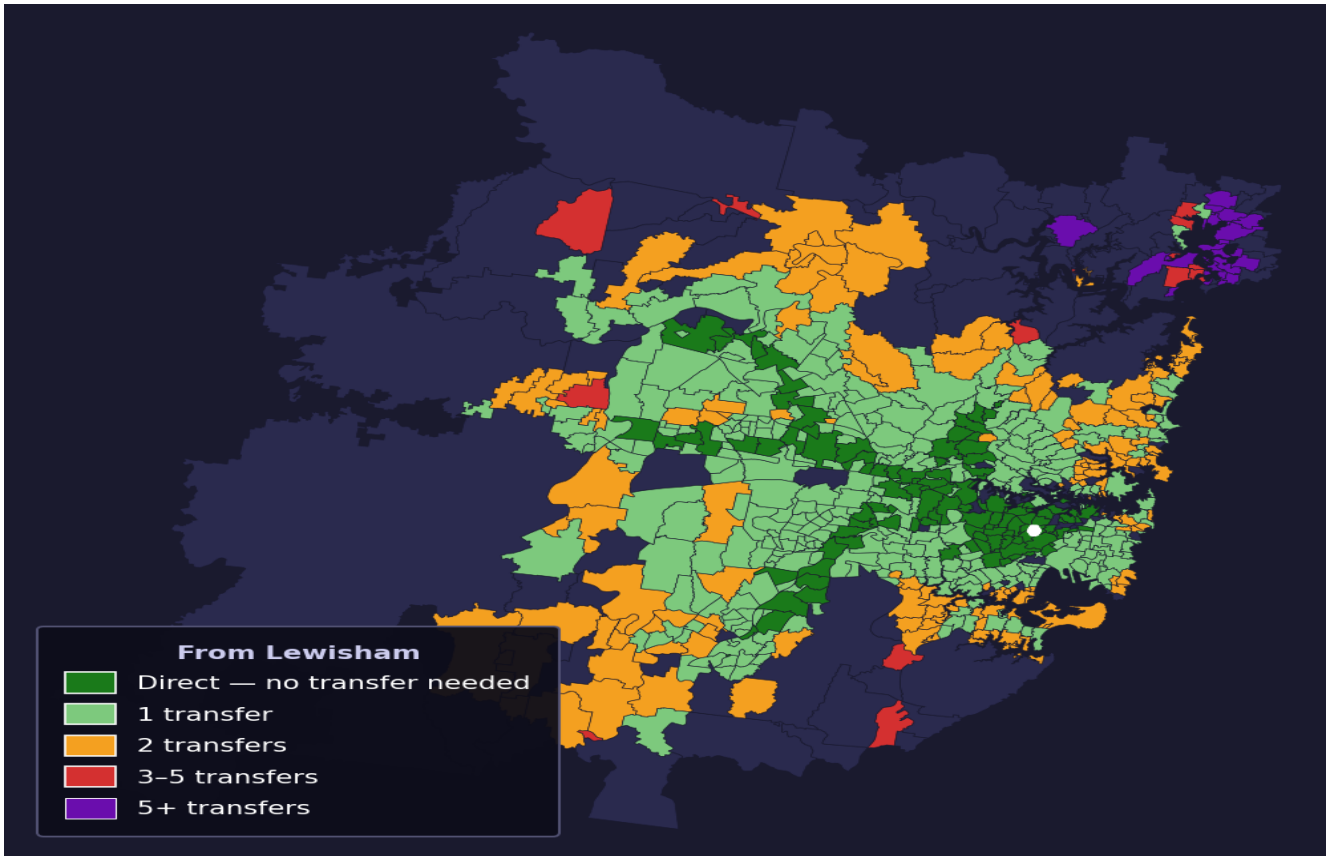 From Lewisham
Direct — no transfer needed
1 transfer
2 transfers
3–5 transfers
5+ transfers